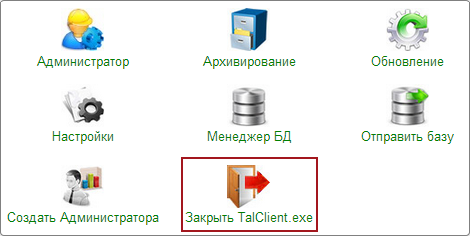 Администратор
Архивирование
Обновление
Настройки
Менеджер БД
Отправить базу
Создать Администратора
Закрыть TalClient.exe